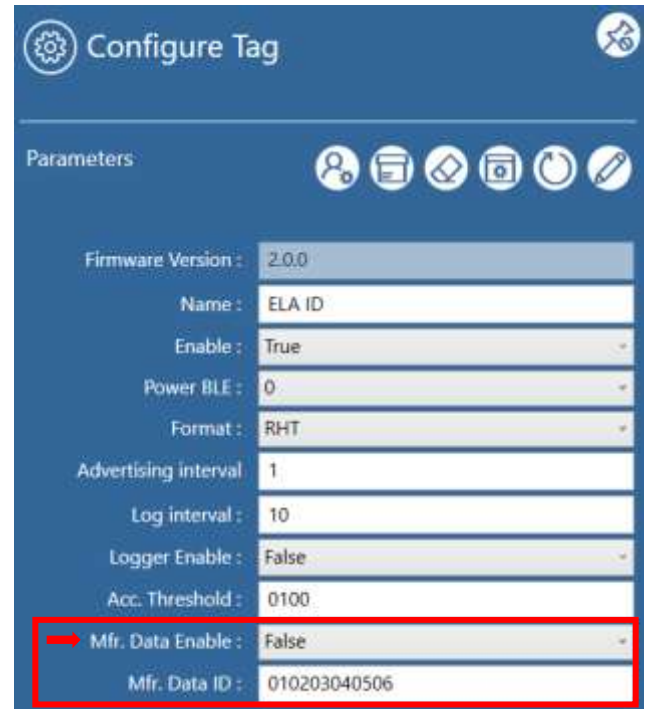 Configure Tag
Parameters
Firmware Version : 2.0.0
Name : ELA ID
Enable : True
Power BLE : 0
Format : RHT
Advertising interval 1
Log interval : 10
Logger Enable : False
Acc. Threshold : 0100
Mfr. Data Enable : False
Mfr. Data ID : 010203040506